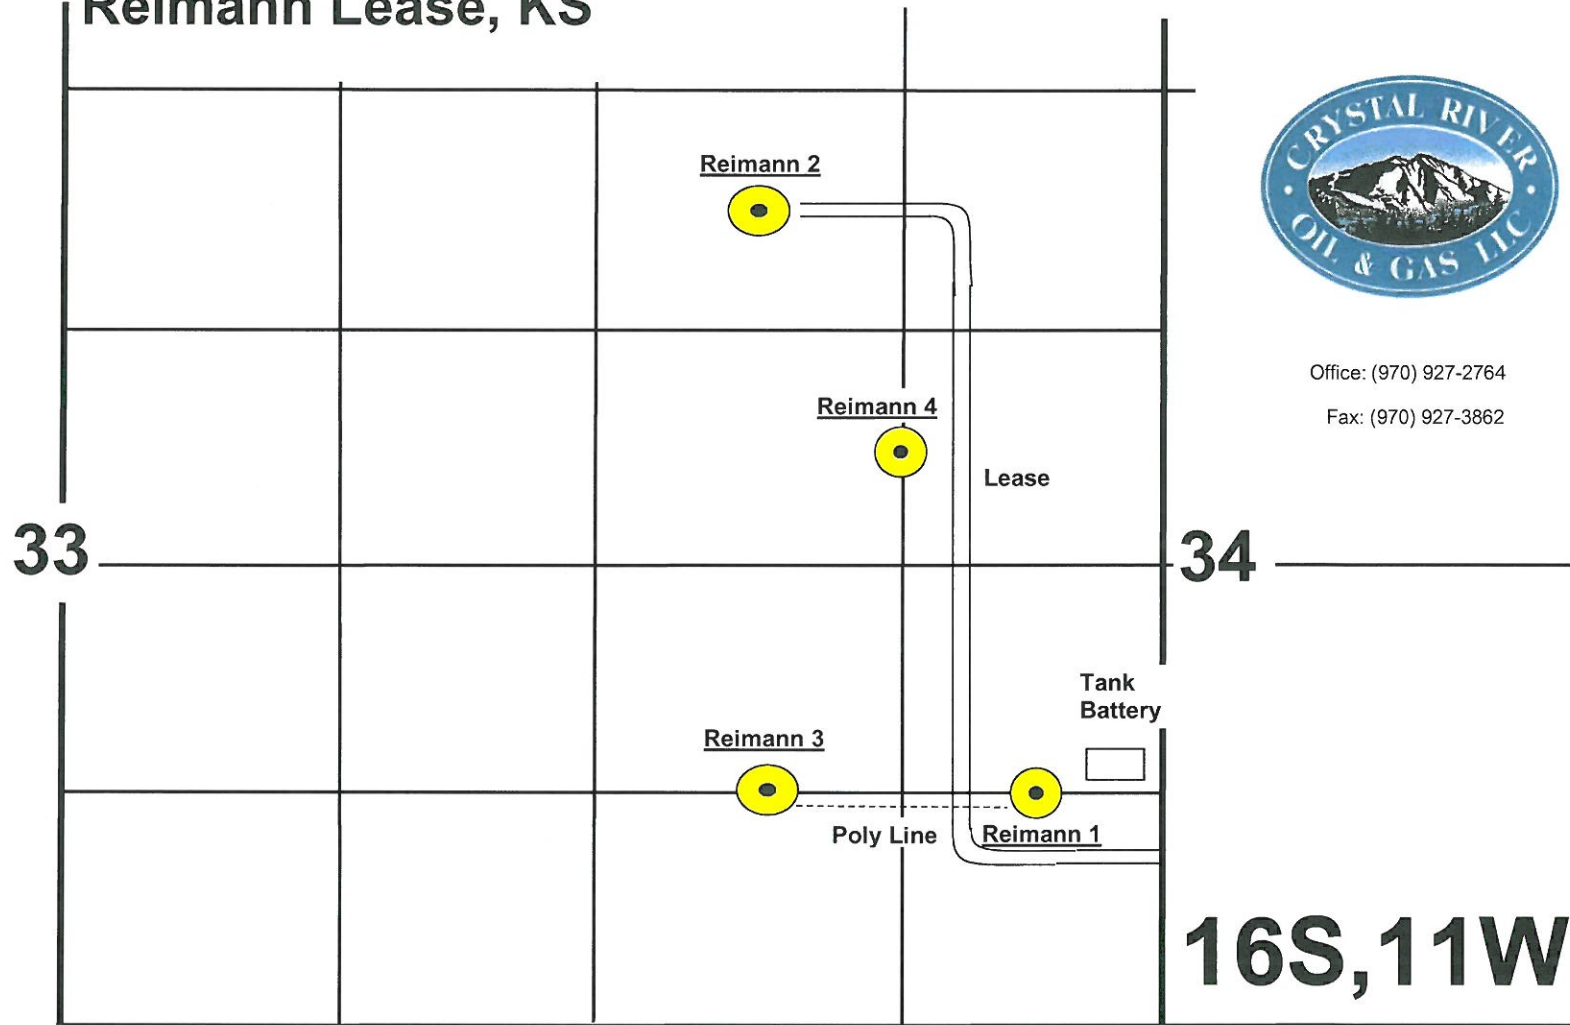 Reimann Lease, KS
CRYSTAL RIVER
OIL & GAS LLC
Reimann 2
Office: (970) 927-2764
Fax: (970) 927-3862
Reimann 4
Lease
33
34
Tank
Battery
Reimann 3
Poly Line
Reimann 1
16S,11W